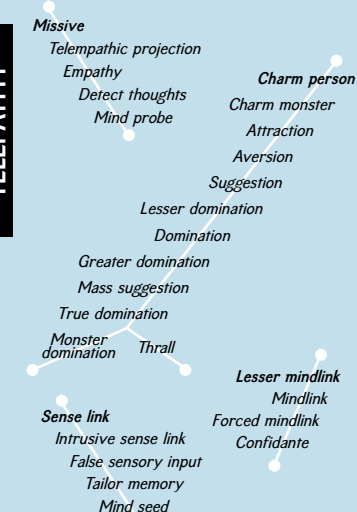 TELEPATHY
Missive
Telempathic projection
Empathy
Detect thoughts
Mind probe
Charm person
Charm monster
Attraction
Aversion
Suggestion
Lesser domination
Domination
Greater domination
Mass suggestion
True domination
Monster
domination
Thrall
Lesser mindlink
Mindlink
Forced mindlink
Confidante
Sense link
Intrusive sense link
False sensory input
Tailor memory
Mind seed